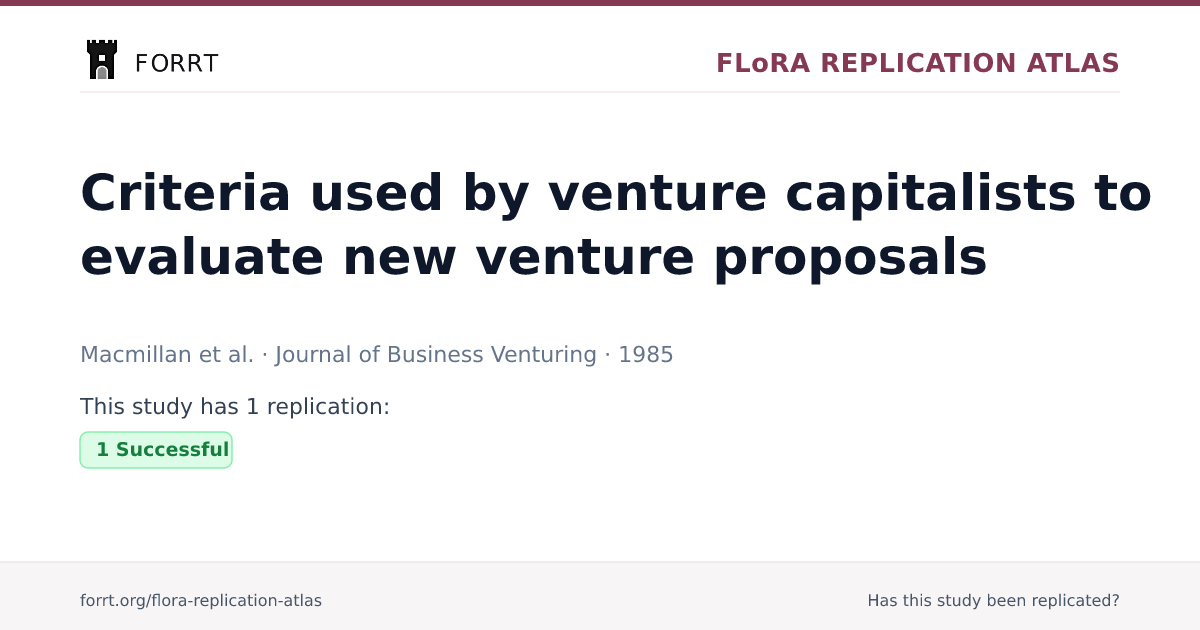 FORRT
FLoRA REPLICATION ATLAS
Criteria used by venture capitalists to
evaluate new venture proposals
Macmillan et al. · Journal of Business Venturing · 1985
This study has 1 replication:
1 Successful
forrt.org/flora-replication-atlas
Has this study been replicated?